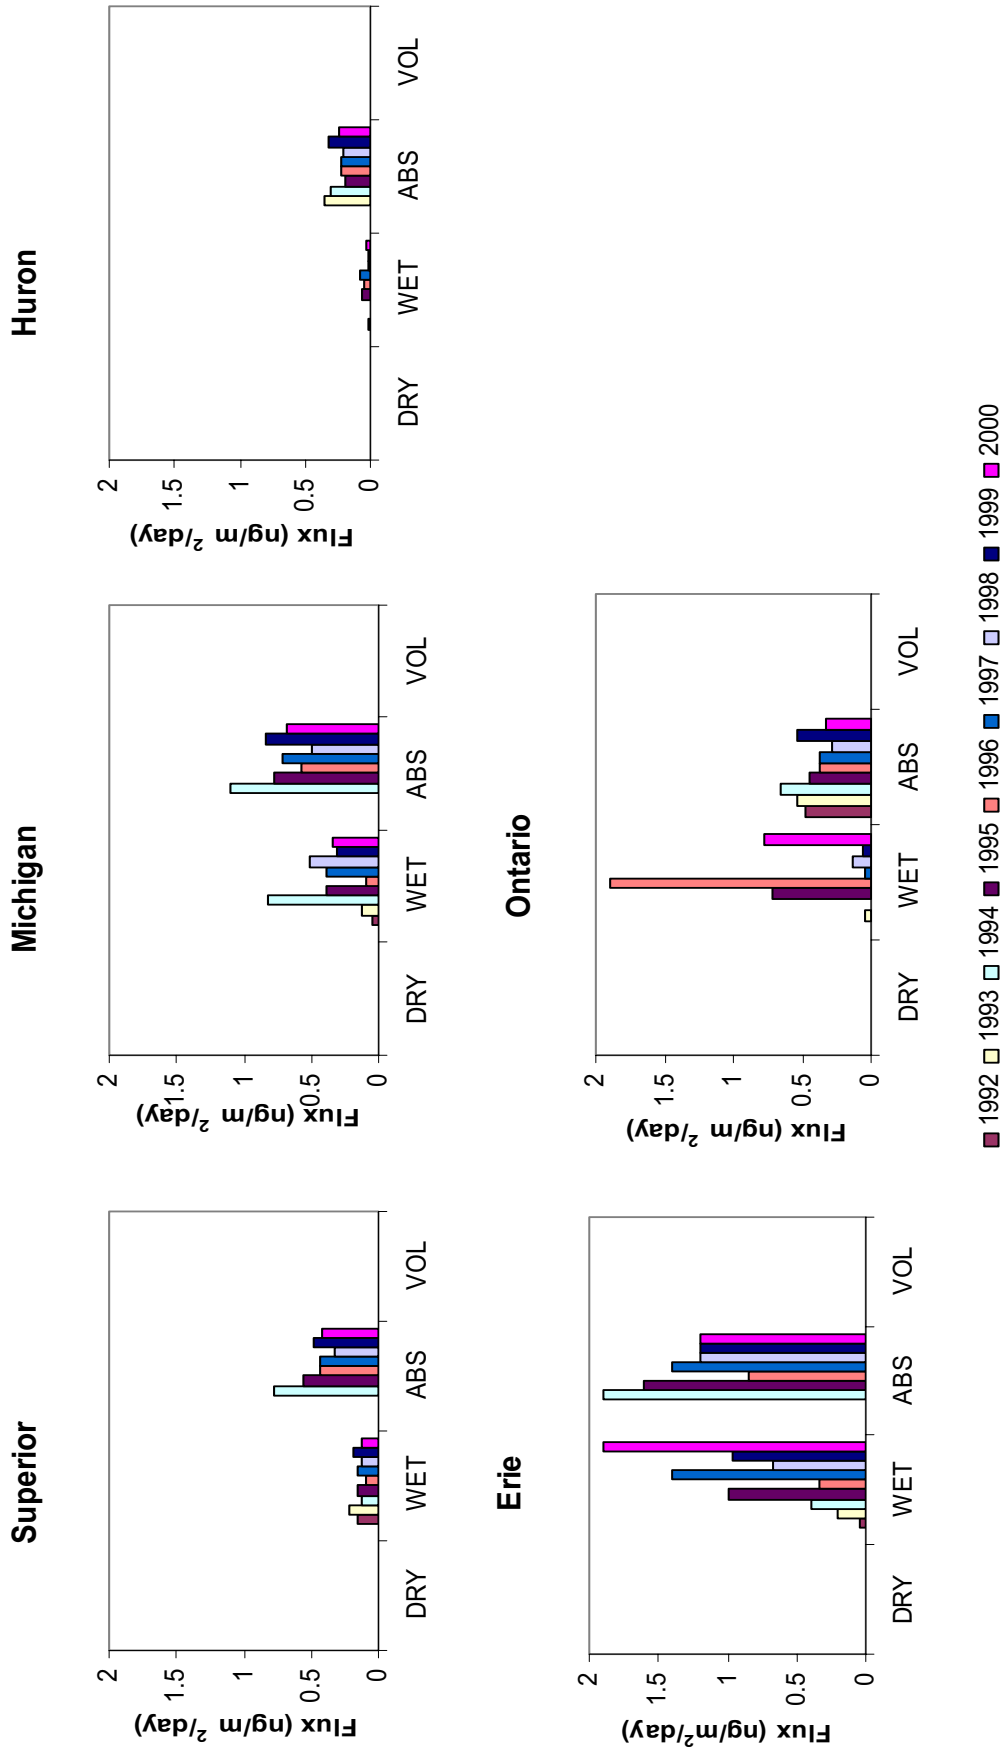 Superior
Flux (ng/m 2/day)
2
1.5
1
0.5
0
DRY WET ABS VOL
Michigan
Flux (ng/m 2/day)
2
1.5
1
0.5
0
DRY WET ABS VOL
Huron
Flux (ng/m 2/day)
2
1.5
1
0.5
0
DRY WET ABS VOL
Erie
Flux (ng/m2/day)
2
1.5
1
0.5
0
DRY WET ABS VOL
Ontario
Flux (ng/m 2/day)
2
1.5
1
0.5
0
DRY WET ABS VOL
1992 1993 1994 1995 1996 1997 1998 1999 2000